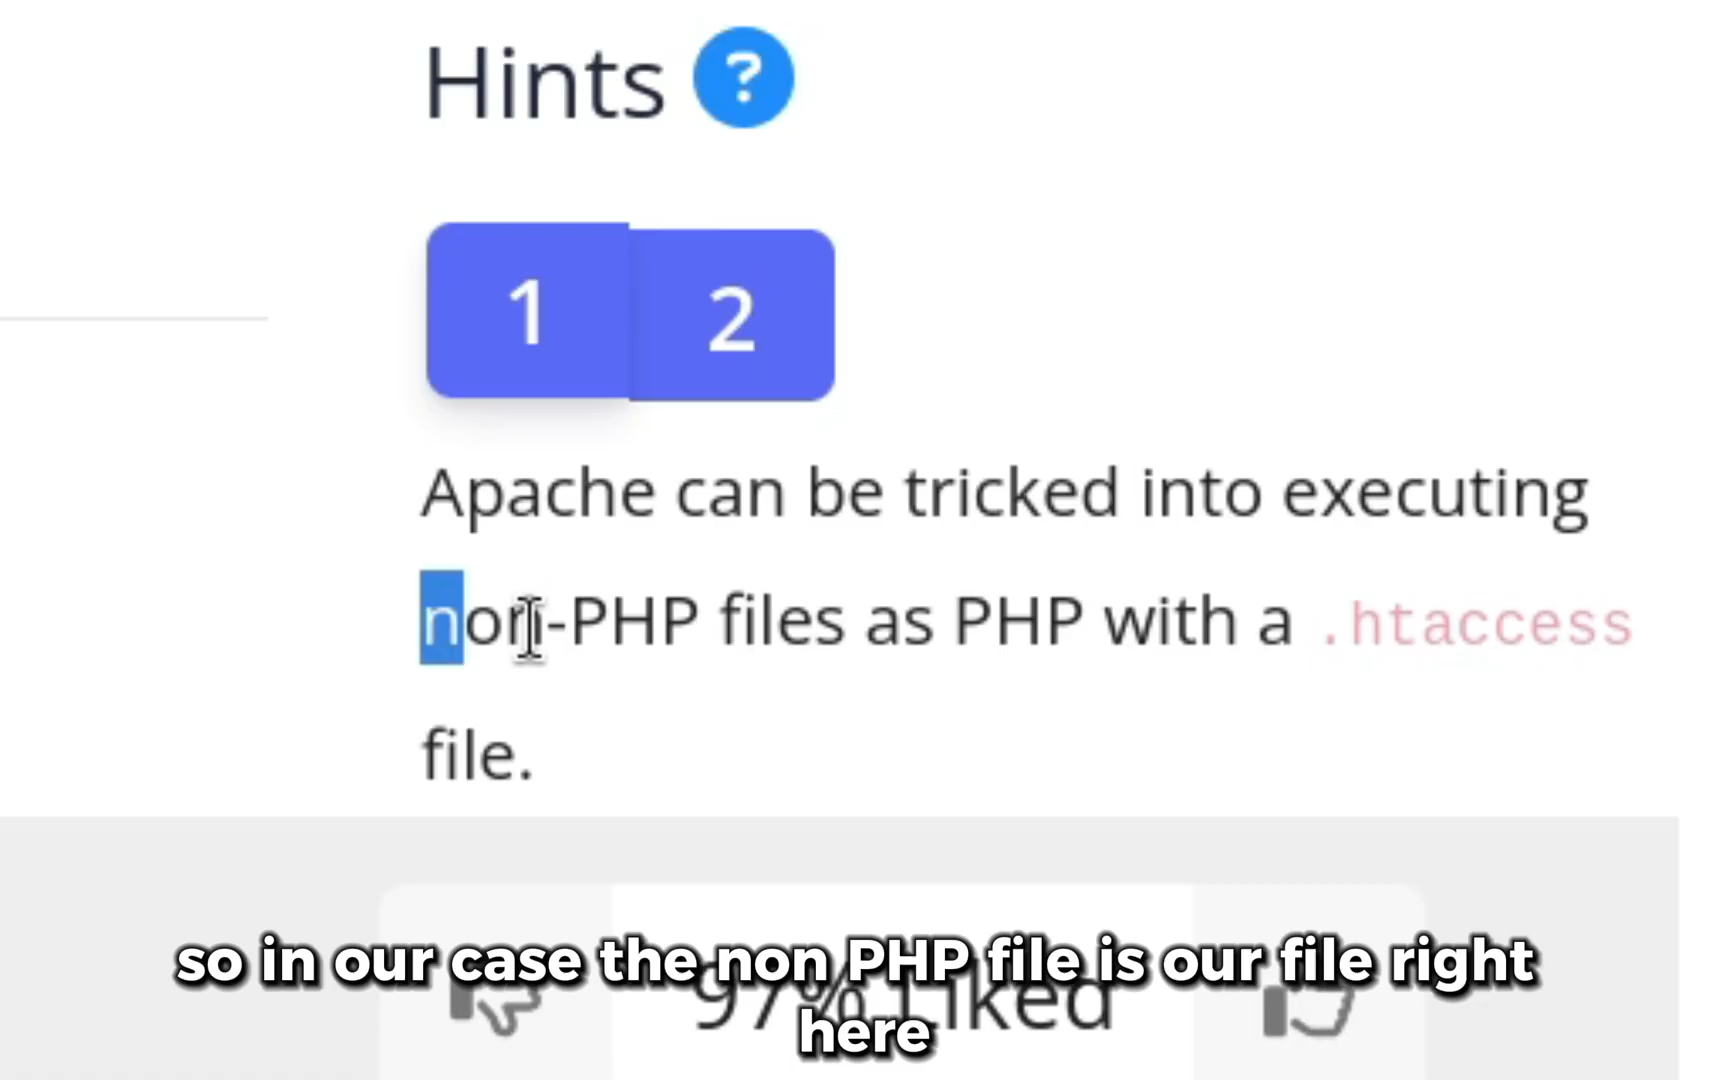 Hints ?
1 2
Apache can be tricked into executing
non-PHP files as PHP with a .htaccess
file.
97% Liked
so in our case the non PHP file is our file right
here